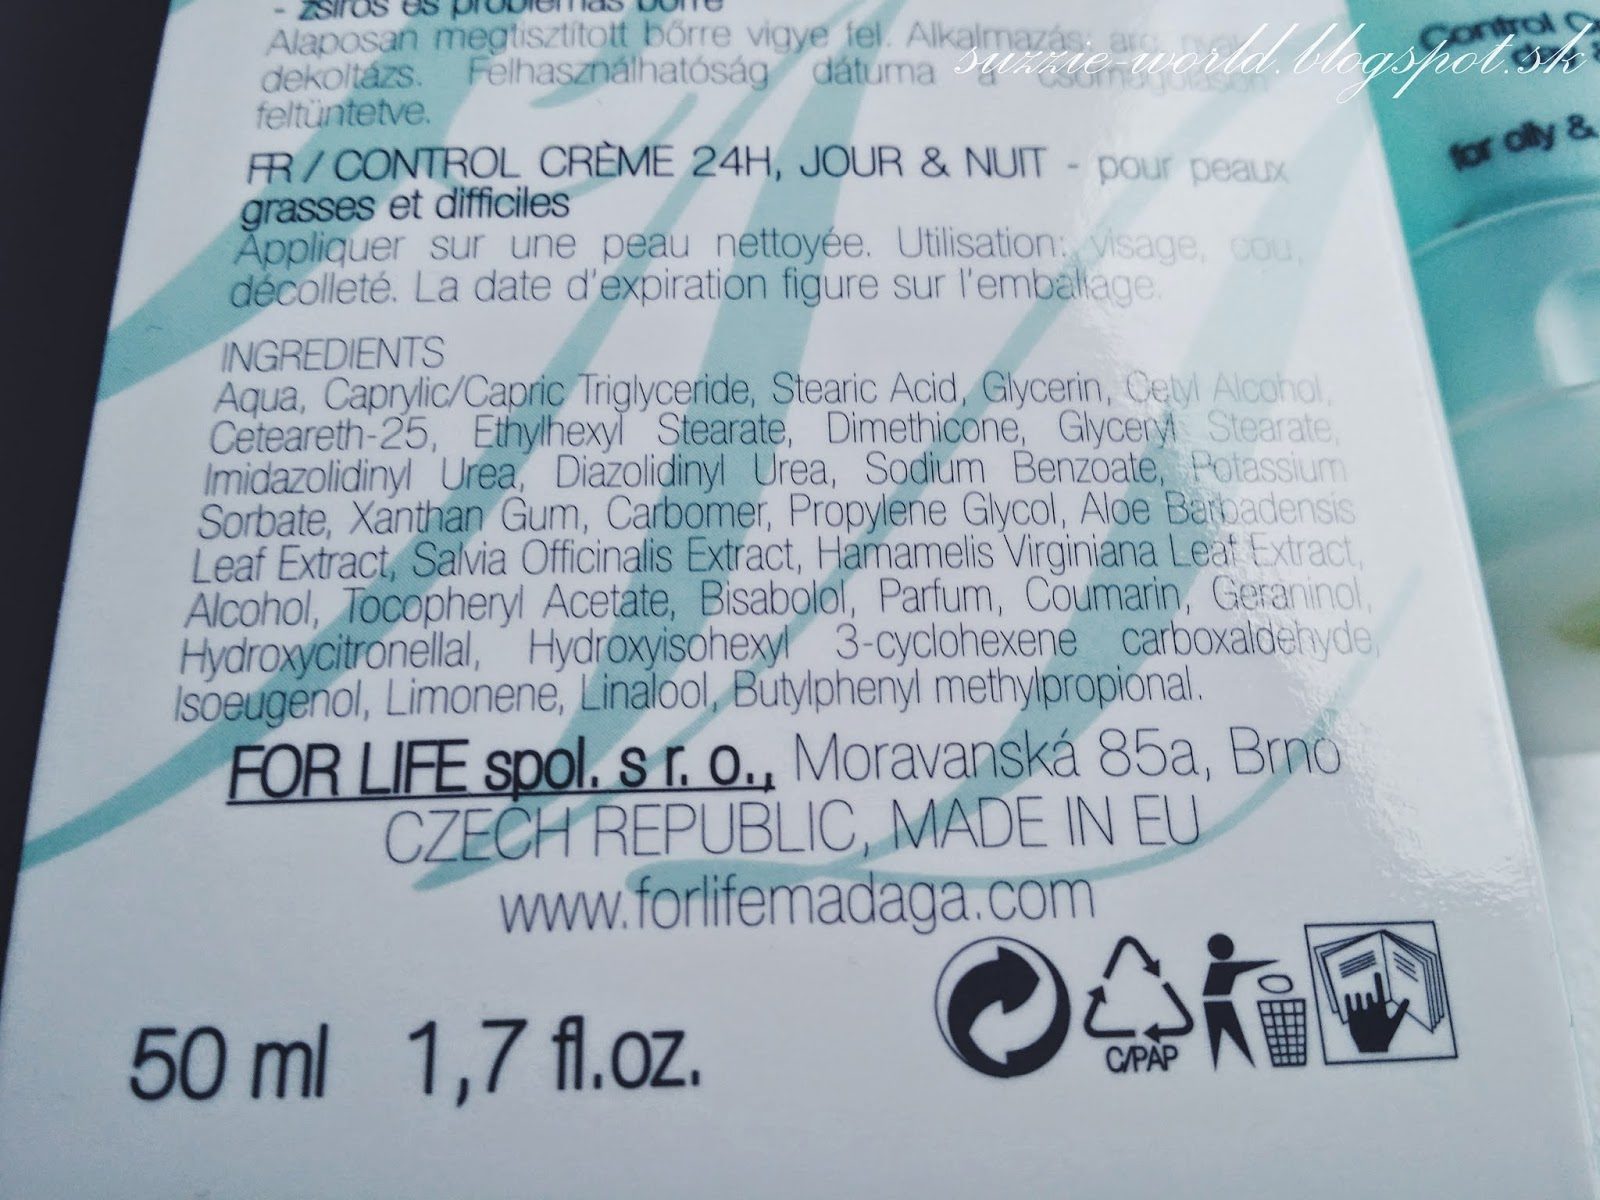 - zsíros és problémás bőrre
Alaposan megtisztított bőrre vigye fel. Alkalmazás: arc, nyak,
dekoltázs. Felhasználhatóság dátuma a csomagoláson
feltüntetve.
FR / CONTROL CRÈME 24H, JOUR & NUIT - pour peaux
grasses et difficiles
Appliquer sur une peau nettoyée. Utilisation: visage, cou,
décolleté. La date d'expiration figure sur l'emballage.
INGREDIENTS
Aqua, Caprylic/Capric Triglyceride, Stearic Acid, Glycerin, Cetyl Alcohol,
Ceteareth-25, Ethylhexyl Stearate, Dimethicone, Glyceryl Stearate,
Imidazolidinyl Urea, Diazolidinyl Urea, Sodium Benzoate, Potassium
Sorbate, Xanthan Gum, Carbomer, Propylene Glycol, Aloe Barbadensis
Leaf Extract, Salvia Officinalis Extract, Hamamelis Virginiana Leaf Extract,
Alcohol, Tocopheryl Acetate, Bisabolol, Parfum, Coumarin, Geraninol,
Hydroxycitronellal, Hydroxyisohexyl 3-cyclohexene carboxaldehyde,
Isoeugenol, Limonene, Linalool, Butylphenyl methylpropional.
FOR LIFE spol. s r. o., Moravanská 85a, Brno
CZECH REPUBLIC, MADE IN EU
www.forlifemadaga.com
C/PAP
50 ml 1,7 fl.oz.
suzzie-world.blogspot.sk
Control
for oily &